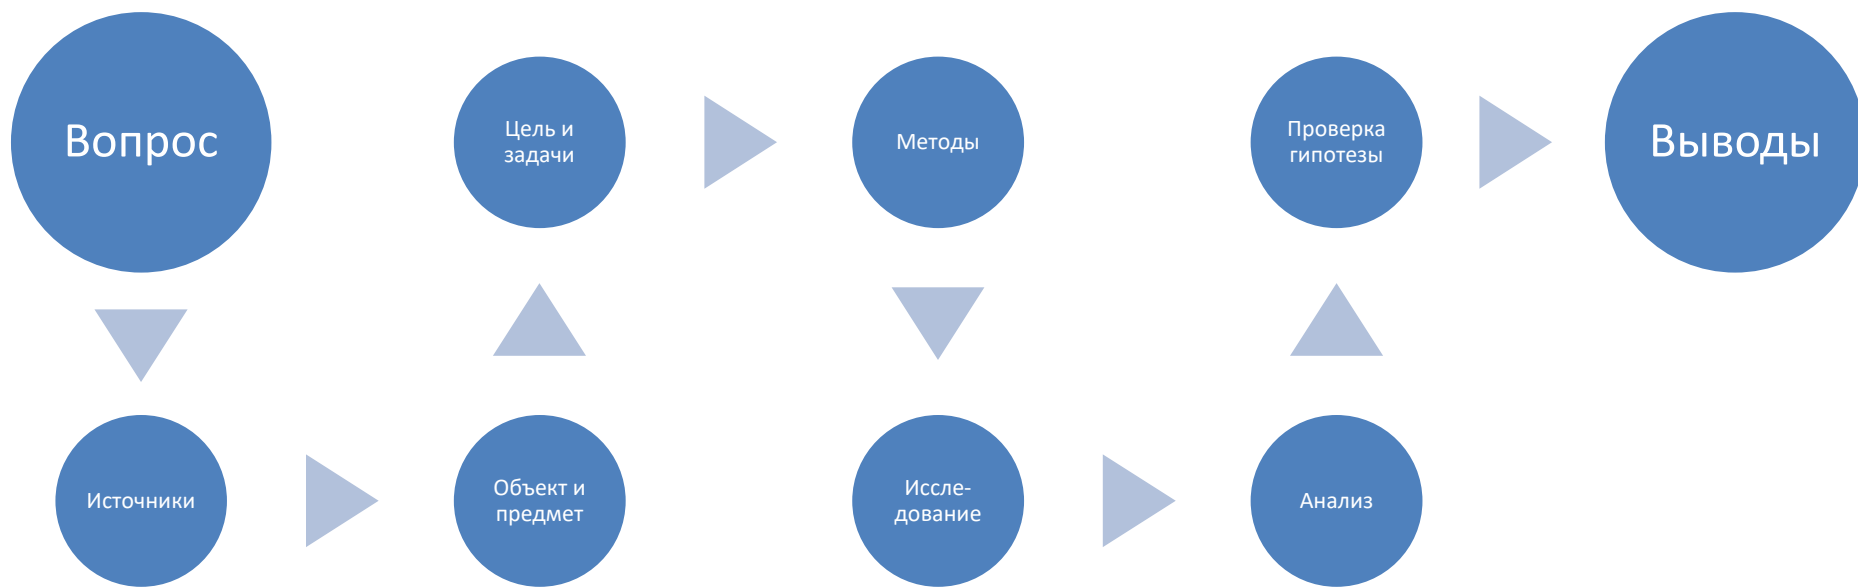 Вопрос
Источники
Объект и
предмет
Цель и
задачи
Методы
Иссле-
дование
Анализ
Проверка
гипотезы
Выводы